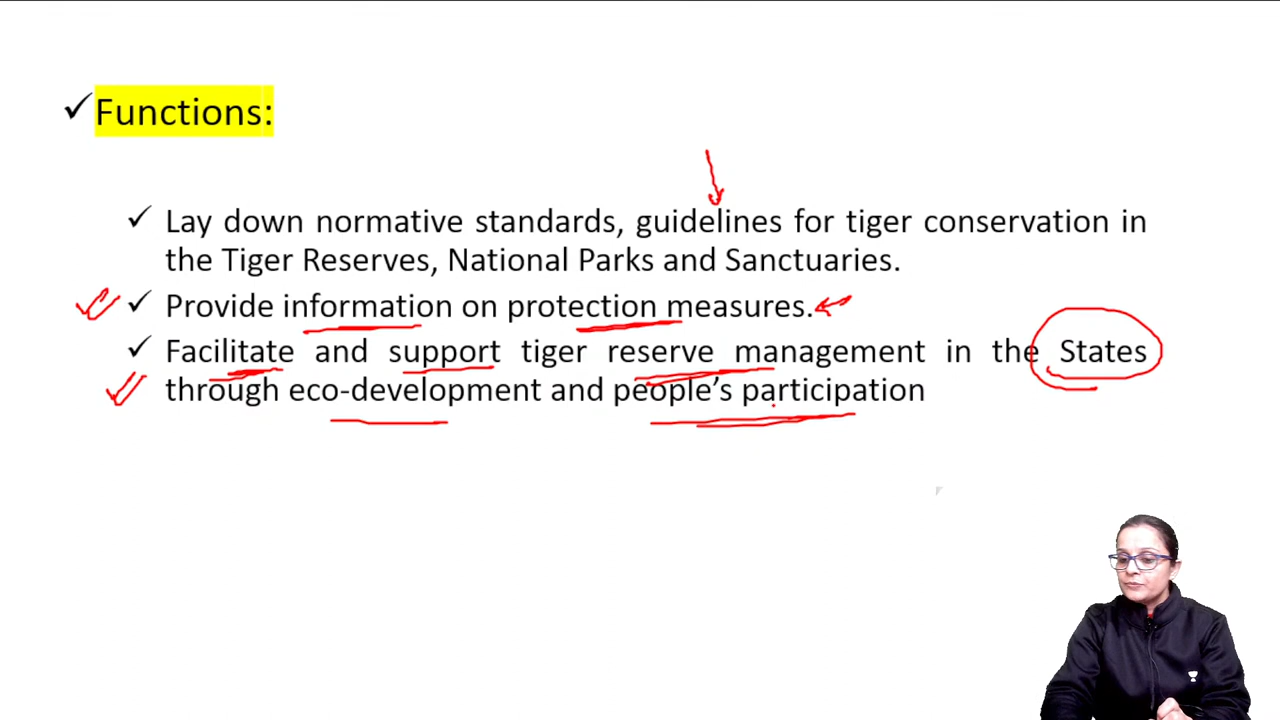 Functions:
Lay down normative standards, guidelines for tiger conservation in
the Tiger Reserves, National Parks and Sanctuaries.
Provide information on protection measures.
Facilitate and support tiger reserve management in the States
through eco-development and people’s participation